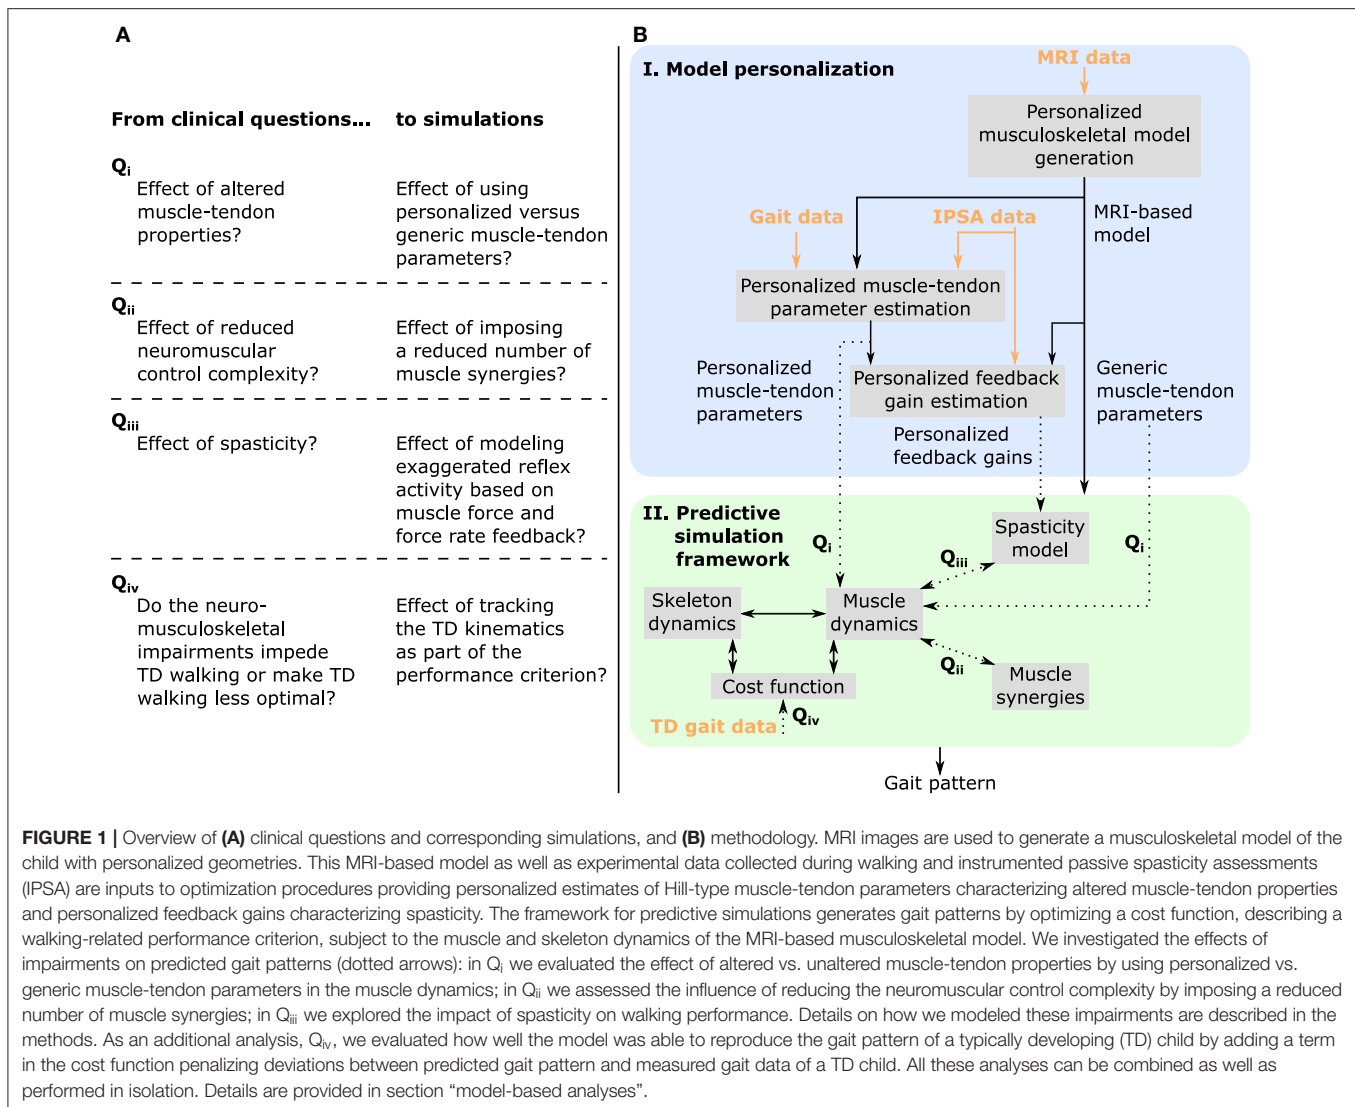 A
From clinical questions... to simulations
Qi
Effect of altered
muscle-tendon
properties?
Effect of using
personalized versus
generic muscle-tendon
parameters?
Qii
Effect of reduced
neuromuscular
control complexity?
Effect of imposing
a reduced number of
muscle synergies?
Qiii
Effect of spasticity?
Effect of modeling
exaggerated reflex
activity based on
muscle force and
force rate feedback?
Qiv
Do the neuro-
musculoskeletal
impairments impede
TD walking or make TD
walking less optimal?
Effect of tracking
the TD kinematics
as part of the
performance criterion?
B
I. Model personalization
MRI data
Personalized
musculoskeletal model
generation
MRI-based
model
Gait data
IPSA data
Personalized muscle-tendon
parameter estimation
Personalized
muscle-tendon
parameters
Personalized feedback
gain estimation
Generic
muscle-tendon
parameters
Personalized
feedback gains
II. Predictive
simulation
framework
Qi
Spasticity
model
Qi
Qiii
Skeleton
dynamics
Muscle
dynamics
Qii
Muscle
synergies
Cost function
Qiv
TD gait data
Gait pattern
FIGURE 1 | Overview of (A) clinical questions and corresponding simulations, and (B) methodology. MRI images are used to generate a musculoskeletal model of the
child with personalized geometries. This MRI-based model as well as experimental data collected during walking and instrumented passive spasticity assessments
(IPSA) are inputs to optimization procedures providing personalized estimates of Hill-type muscle-tendon parameters characterizing altered muscle-tendon properties
and personalized feedback gains characterizing spasticity. The framework for predictive simulations generates gait patterns by optimizing a cost function, describing a
walking-related performance criterion, subject to the muscle and skeleton dynamics of the MRI-based musculoskeletal model. We investigated the effects of
impairments on predicted gait patterns (dotted arrows): in Qi we evaluated the effect of altered vs. unaltered muscle-tendon properties by using personalized vs.
generic muscle-tendon parameters in the muscle dynamics; in Qii we assessed the influence of reducing the neuromuscular control complexity by imposing a reduced
number of muscle synergies; in Qiii we explored the impact of spasticity on walking performance. Details on how we modeled these impairments are described in the
methods. As an additional analysis, Qiv, we evaluated how well the model was able to reproduce the gait pattern of a typically developing (TD) child by adding a term
in the cost function penalizing deviations between predicted gait pattern and measured gait data of a TD child. All these analyses can be combined as well as
performed in isolation. Details are provided in section “model-based analyses”.